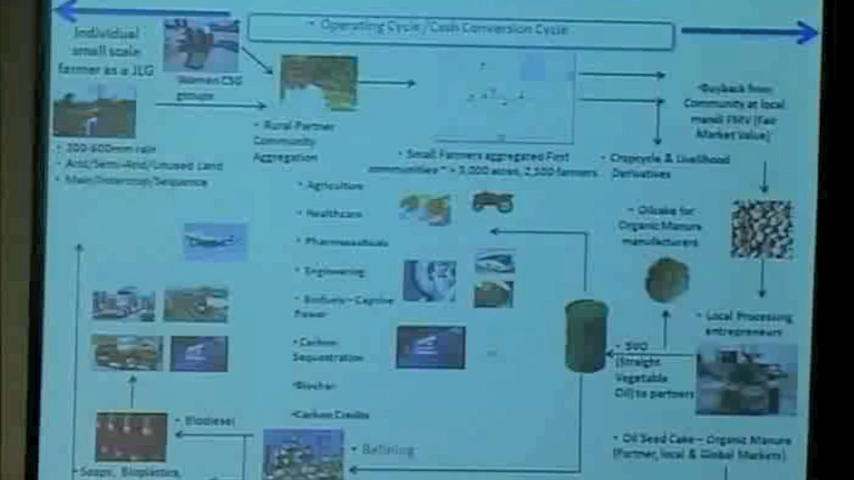 • Operating Cycle /Cash Conversion Cycle
Individual
small scale
farmer as a JLG
Women CSG
groups
• Rural Partner
Community
Aggregation
• 200-600mm rain
• Arid/Semi-Arid/Unused Land
• Main/Intercrop/Sequence
• Small Farmers aggregated First
communities ~ > 5,000 acres, 2,500 farmers
• Buyback from
Community at local
mandi FMV (Fair
Market Value)
• Cropcycle & Livelihood
Derivatives
• Agriculture
• Healthcare
• Pharmaceuticals
• Engineering
• Biofuels – Captive
Power
• Carbon
Sequestration
• Biochar
• Carbon Credits
• Oilcake for
Organic Manure
manufacturers
• Local Processing
entrepreneurs
• SVO
(Straight
Vegetable
Oil) to partners
• Oil Seed Cake – Organic Manure
(Partner, local & Global Markets)
• Biodiesel
• Refining
• Soaps, Bioplastics,